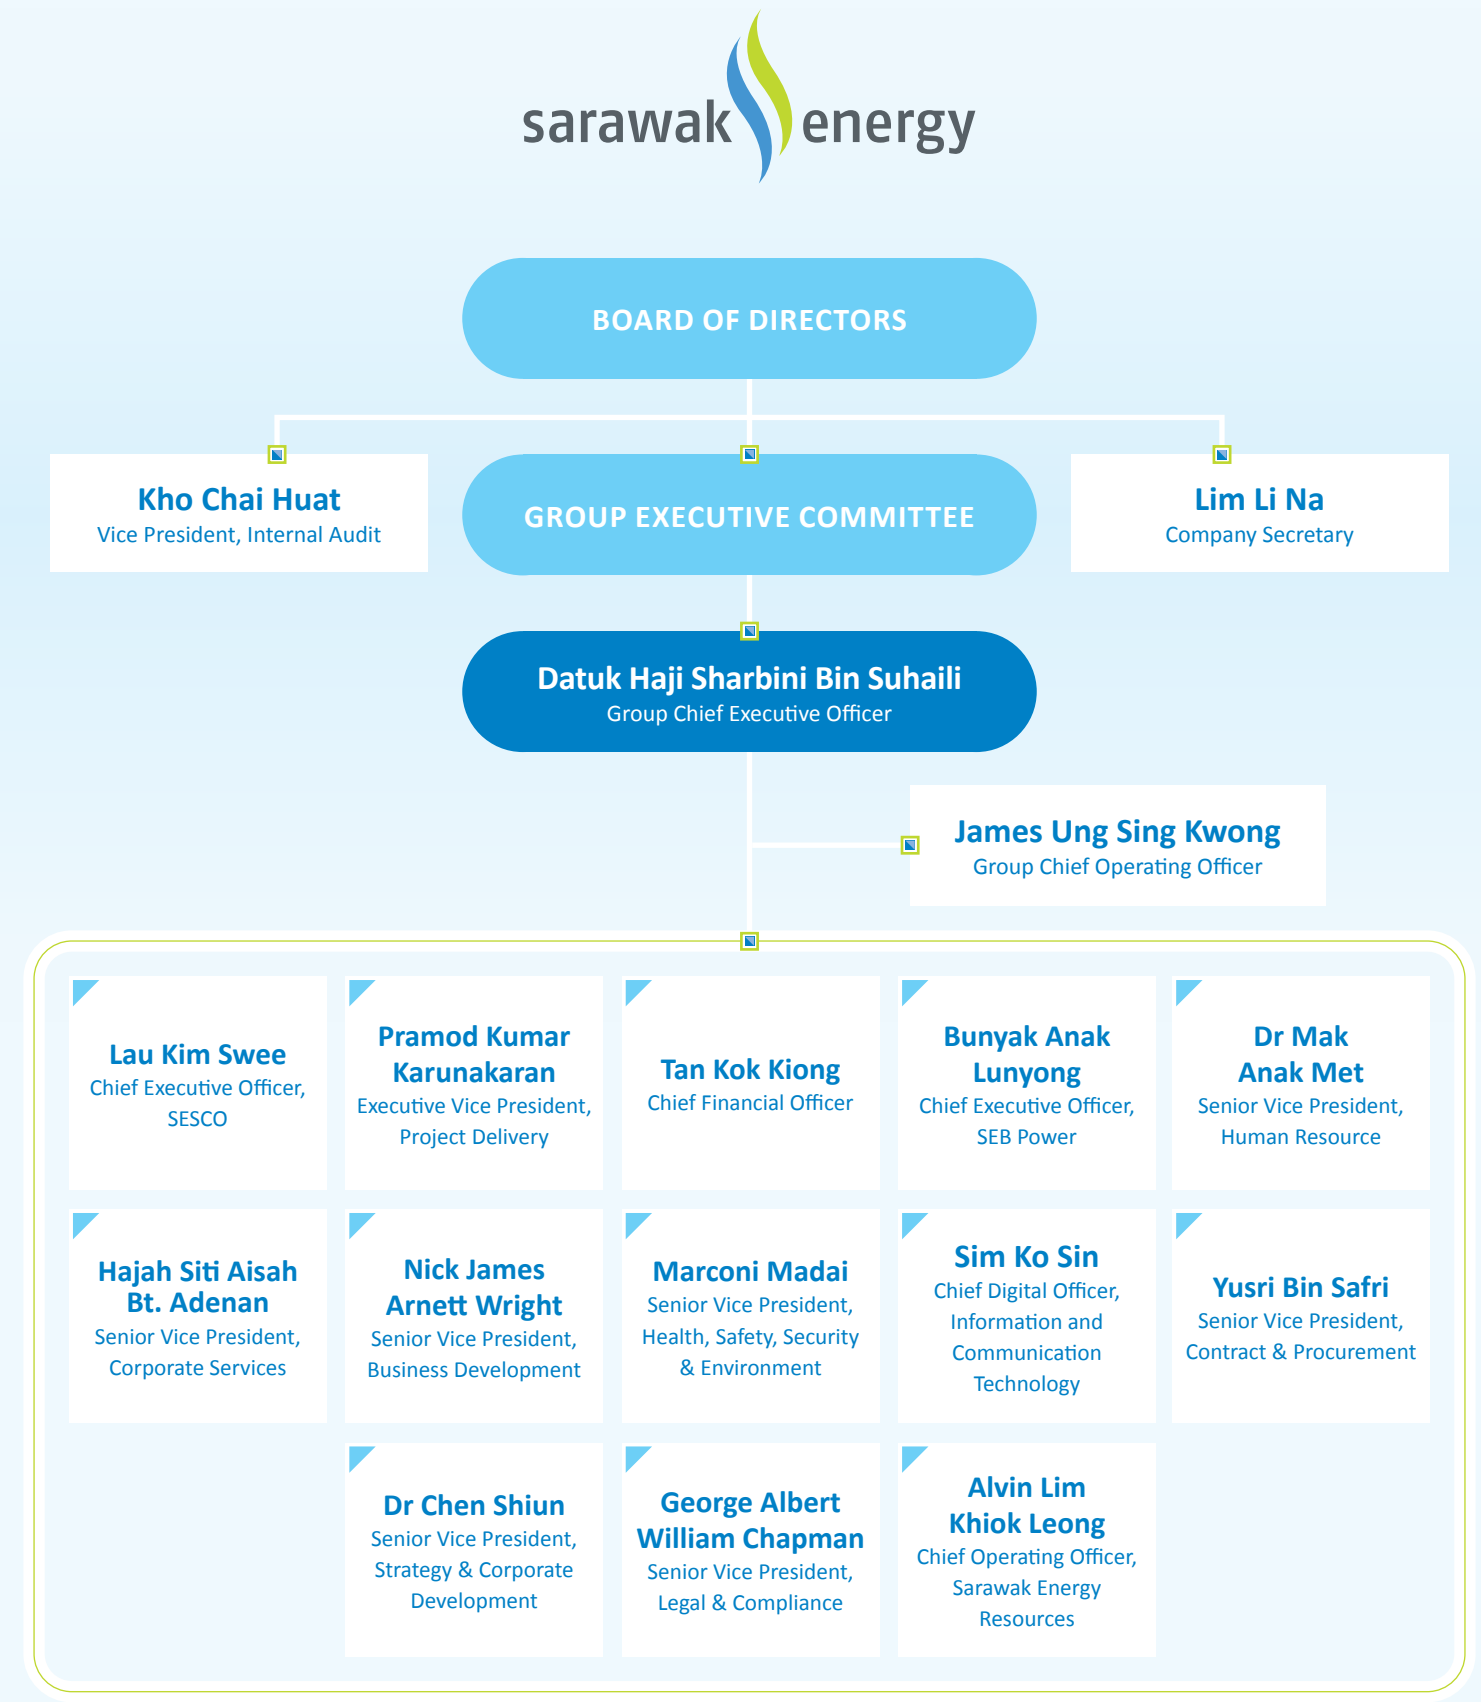 sarawak energy
BOARD OF DIRECTORS
Kho Chai Huat
Vice President, Internal Audit
GROUP EXECUTIVE COMMITTEE
Lim Li Na
Company Secretary
Datuk Haji Sharbini Bin Suhaili
Group Chief Executive Officer
James Ung Sing Kwong
Group Chief Operating Officer
Lau Kim Swee
Chief Executive Officer,
SESCO
Pramod Kumar
Karunakaran
Executive Vice President,
Project Delivery
Tan Kok Kiong
Chief Financial Officer
Bunyak Anak
Lunyong
Chief Executive Officer,
SEB Power
Dr Mak
Anak Met
Senior Vice President,
Human Resource
Hajah Siti Aisah
Bt. Adenan
Senior Vice President,
Corporate Services
Nick James
Arnett Wright
Senior Vice President,
Business Development
Marconi Madai
Senior Vice President,
Health, Safety, Security
& Environment
Sim Ko Sin
Chief Digital Officer,
Information and
Communication
Technology
Yusri Bin Safri
Senior Vice President,
Contract & Procurement
Dr Chen Shiun
Senior Vice President,
Strategy & Corporate
Development
George Albert
William Chapman
Senior Vice President,
Legal & Compliance
Alvin Lim
Khiok Leong
Chief Operating Officer,
Sarawak Energy
Resources